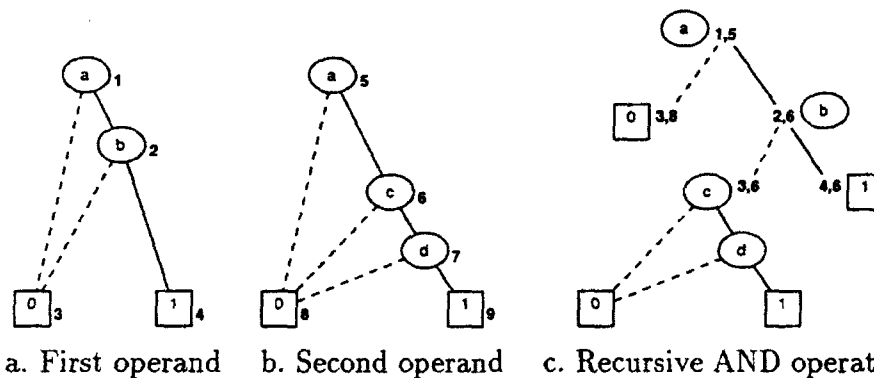 a 1,5
a 1
a 5
0 3,8
2,6 b
b 2
c 6
c 3,6
4,6 1
d 7
d
0 3
1 4
0 8
1 9
0
1
a. First operand
b. Second operand
c. Recursive AND operat